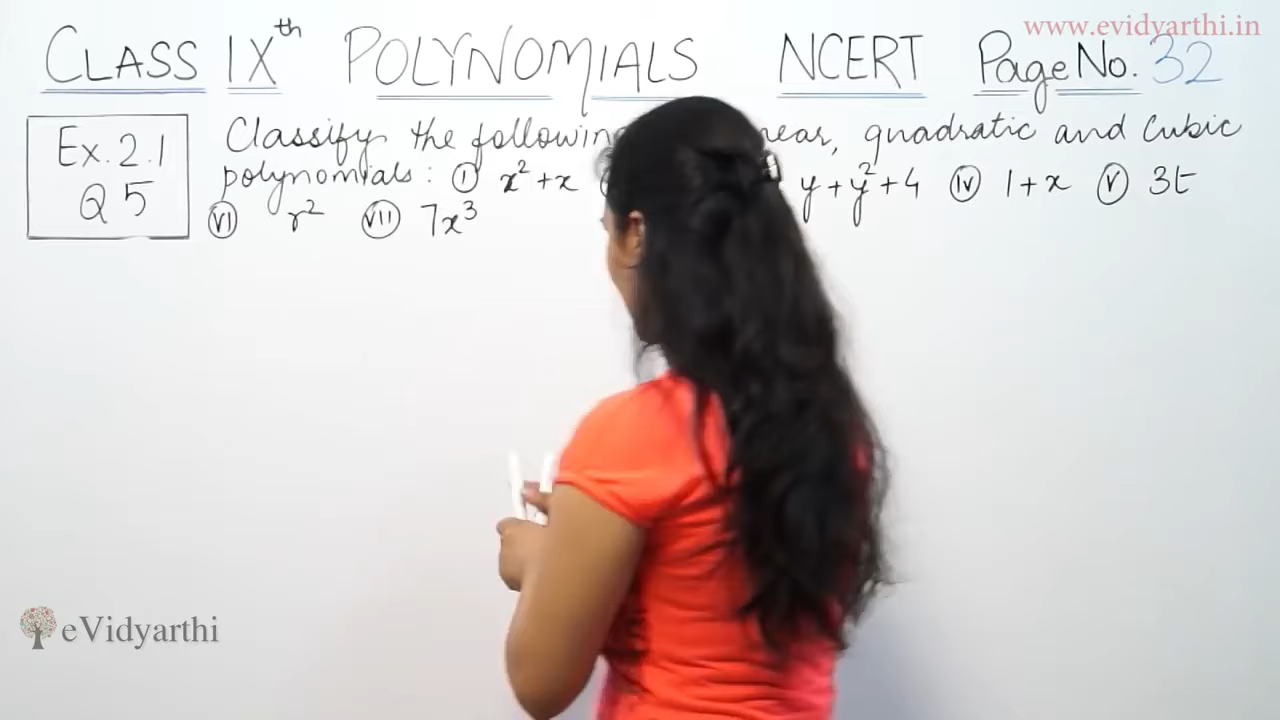 www.evidyarthi.in
CLASS IXth POLYNOMIALS NCERT Page No. 32
Ex. 2.1
Q 5
Classify the following near, quadratic and Cubic
polynomials : (I) x² + x y + y² + 4 (IV) 1 + x (V) 3t
(VI) r² (VII) 7x³
eVidyarthi